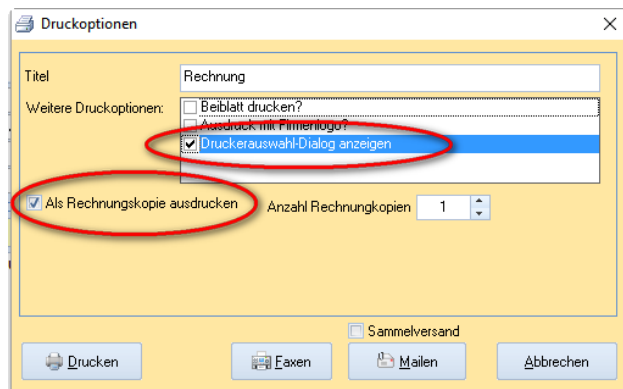 Druckoptionen
Titel Rechnung
Weitere Druckoptionen: Beiblatt drucken?
Ausdruck mit Firmenlogo?
Druckerauswahl-Dialog anzeigen
Als Rechnungskopie ausdrucken Anzahl Rechnungkopien 1
Sammelversand
Drucken Faxen Mailen Abbrechen